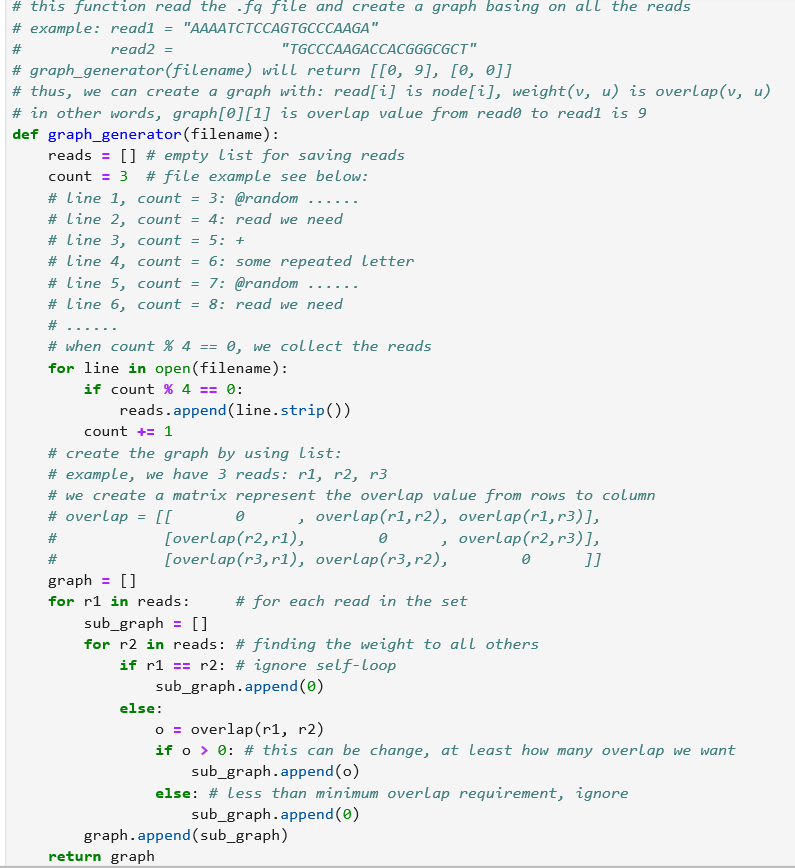 # this function read the .fq file and create a graph basing on all the reads
# example: read1 = "AAAATCTCCAGTGCCCAAGA"
#          read2 =            "TGCCCAAGACCACGGGCGCT"
# graph_generator(filename) will return [[0, 9], [0, 0]]
# thus, we can create a graph with: read[i] is node[i], weight(v, u) is overlap(v, u)
# in other words, graph[0][1] is overlap value from read0 to read1 is 9
def graph_generator(filename):
    reads = [] # empty list for saving reads
    count = 3  # file example see below:
    # line 1, count = 3: @random ......
    # line 2, count = 4: read we need
    # line 3, count = 5: +
    # line 4, count = 6: some repeated letter
    # line 5, count = 7: @random ......
    # line 6, count = 8: read we need
    # ......
    # when count % 4 == 0, we collect the reads
    for line in open(filename):
        if count % 4 == 0:
            reads.append(line.strip())
        count += 1
    # create the graph by using list:
    # example, we have 3 reads: r1, r2, r3
    # we create a matrix represent the overlap value from rows to column
    # overlap = [[       0      , overlap(r1,r2), overlap(r1,r3)],
    #            [overlap(r2,r1),        0      , overlap(r2,r3)],
    #            [overlap(r3,r1), overlap(r3,r2),        0      ]]
    graph = []
    for r1 in reads:     # for each read in the set
        sub_graph = []
        for r2 in reads: # finding the weight to all others
            if r1 == r2: # ignore self-loop
                sub_graph.append(0)
            else:
                o = overlap(r1, r2)
                if o > 0: # this can be change, at least how many overlap we want
                    sub_graph.append(o)
                else: # less than minimum overlap requirement, ignore
                    sub_graph.append(0)
        graph.append(sub_graph)
    return graph